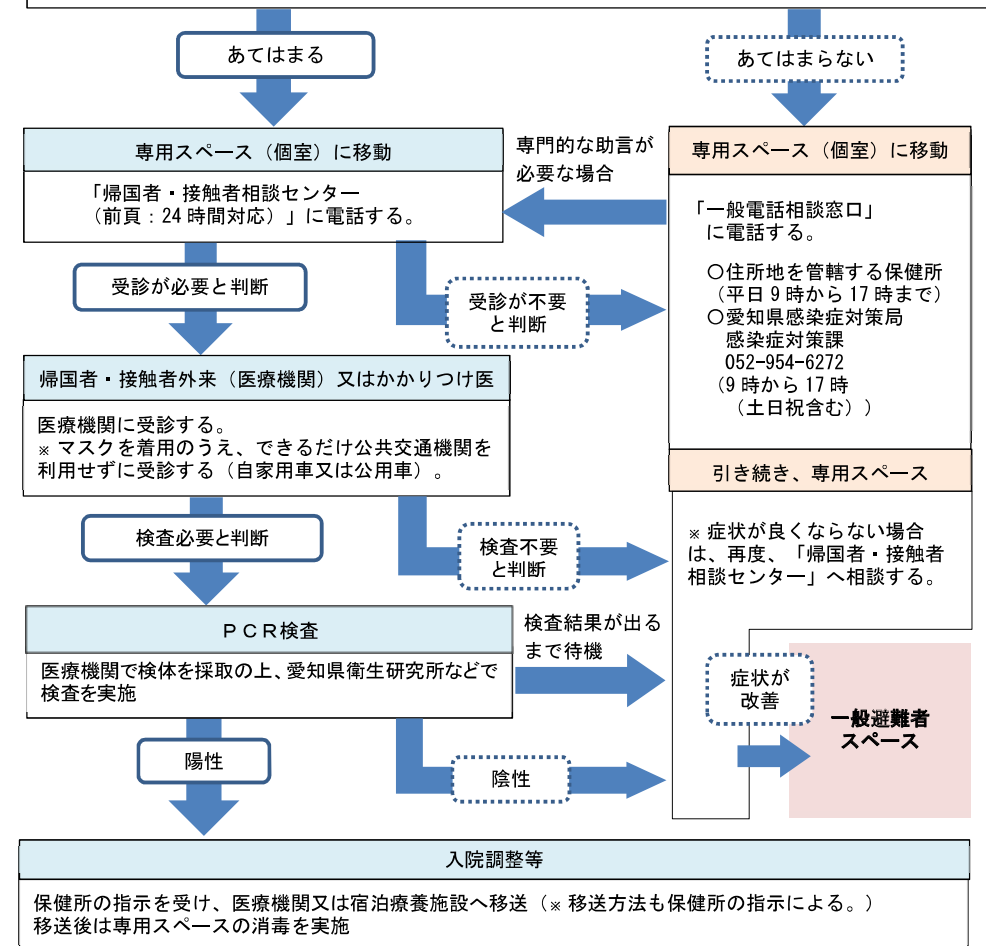 あてはまる
あてはまらない
専用スペース（個室）に移動
「帰国者・接触者相談センター
（前頁：24時間対応）」に電話する。
専門的な助言が
必要な場合
専用スペース（個室）に移動
「一般電話相談窓口」
に電話する。
〇住所地を管轄する保健所
（平日9時から17時まで）
〇愛知県感染症対策局
感染症対策課
052-954-6272
（9時から17時
（土日祝含む））
受診が必要と判断
受診が不要
と判断
帰国者・接触者外来（医療機関）又はかかりつけ医
医療機関に受診する。
※ マスクを着用のうえ、できるだけ公共交通機関を
利用せずに受診する（自家用車又は公用車）。
引き続き、専用スペース
※ 症状が良くならない場合
は、再度、「帰国者・接触者
相談センター」へ相談する。
検査必要と判断
検査不要
と判断
ＰＣＲ検査
医療機関で検体を採取の上、愛知県衛生研究所などで
検査を実施
検査結果が出る
まで待機
症状が
改善
一般避難者
スペース
陽性
陰性
入院調整等
保健所の指示を受け、医療機関又は宿泊療養施設へ移送（※ 移送方法も保健所の指示による。）
移送後は専用スペースの消毒を実施